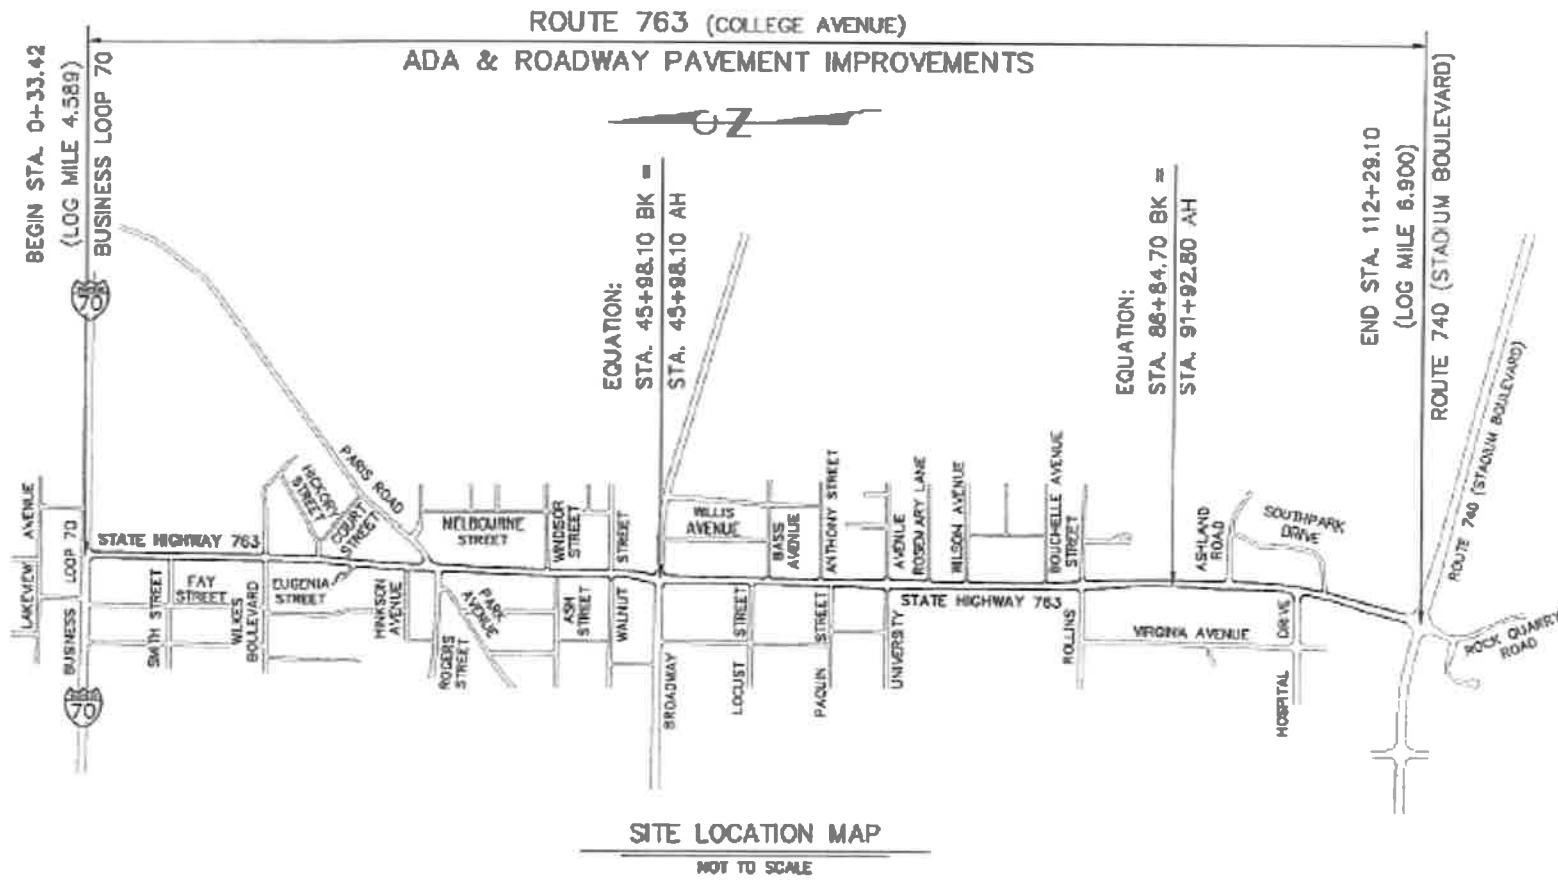 ROUTE 763 (COLLEGE AVENUE)
ADA & ROADWAY PAVEMENT IMPROVEMENTS
BEGIN STA. 0+33.42
(LOG MILE 4.589)
BUSINESS LOOP 70
70
N
EQUATION:
STA. 45+98.10 BK =
STA. 45+98.10 AH
EQUATION:
STA. 86+84.70 BK =
STA. 91+92.80 AH
END STA. 112+29.10
(LOG MILE 6.900)
ROUTE 740 (STADIUM BOULEVARD)
ROUTE 740 (STADIUM BOULEVARD)
LAKEVIEW AVENUE
BUSINESS LOOP 70
STATE HIGHWAY 763
HICKORY
STREET
COURT
STREET
PARIS ROAD
MELBOURNE
STREET
WINDSOR
STREET
WALNUT STREET
WILLIS
AVENUE
BASS
AVENUE
ANTHONY STREET
UNIVERSITY AVENUE
ROSEMARY LANE
WILSON AVENUE
BOUCHELLE AVENUE
ROLLINS STREET
ASHLAND
ROAD
SOUTHPARK
DRIVE
SMITH STREET
FAY
STREET
WILKES
BOULEVARD
EUGENIA
STREET
HINKSON
AVENUE
ROGERS
STREET
PARK
AVENUE
ASH
STREET
BROADWAY
LOCUST STREET
PAQUIN STREET
STATE HIGHWAY 763
VIRGINIA AVENUE
HOSPITAL DRIVE
ROCK QUARRY
ROAD
70
SITE LOCATION MAP
NOT TO SCALE